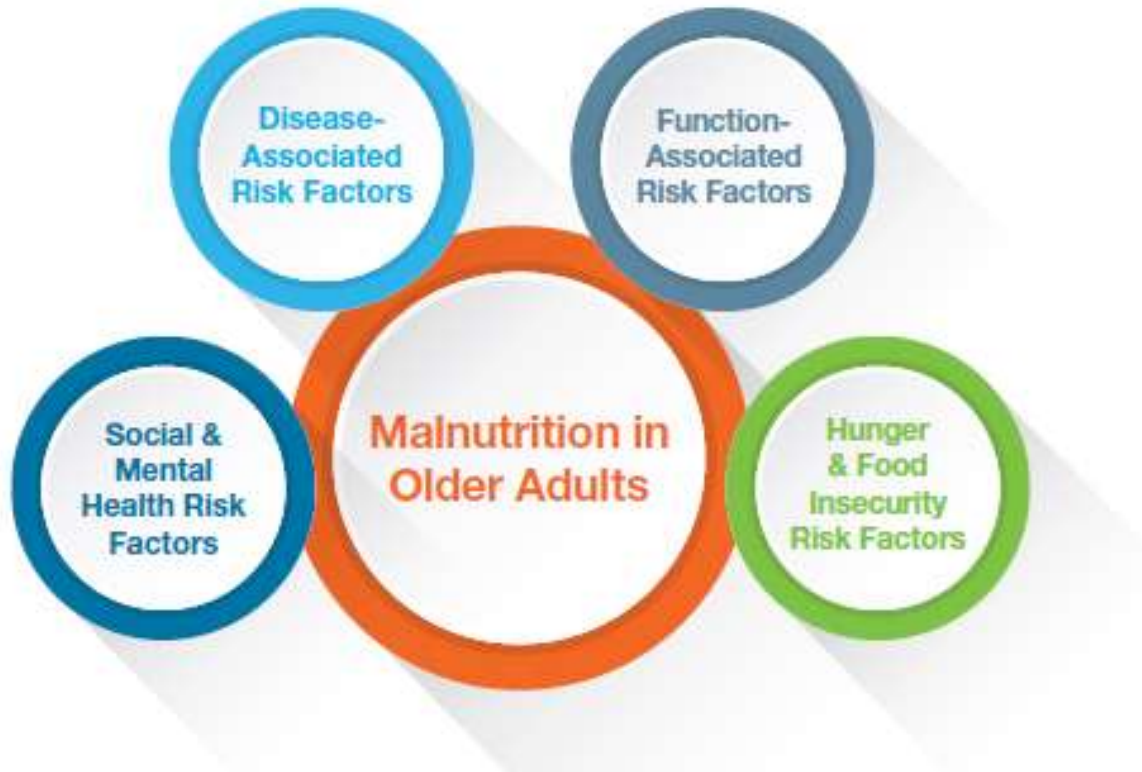 Disease-
Associated
Risk Factors
Function-
Associated
Risk Factors
Social &
Mental
Health Risk
Factors
Malnutrition in
Older Adults
Hunger
& Food
Insecurity
Risk Factors